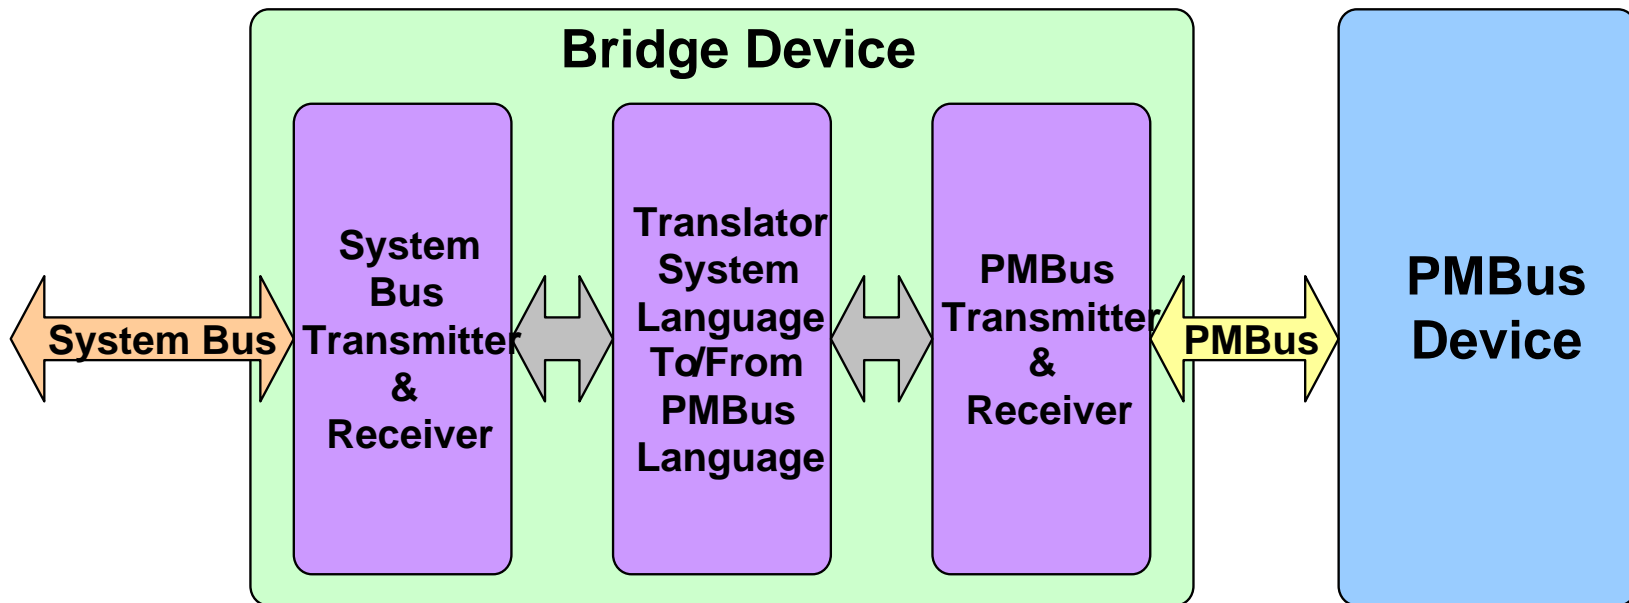 Bridge Device
System Bus
System
Bus
Transmitter
&
Receiver
Translator
System
Language
To/From
PMBus
Language
PMBus
Transmitter
&
Receiver
PMBus
PMBus
Device